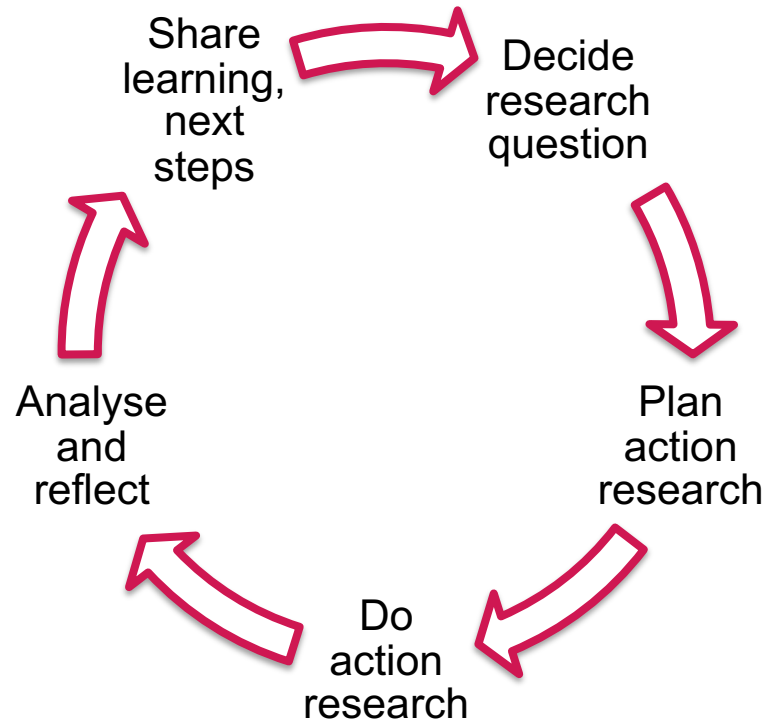 Share
learning,
next
steps
Decide
research
question
Plan
action
research
Do
action
research
Analyse
and
reflect